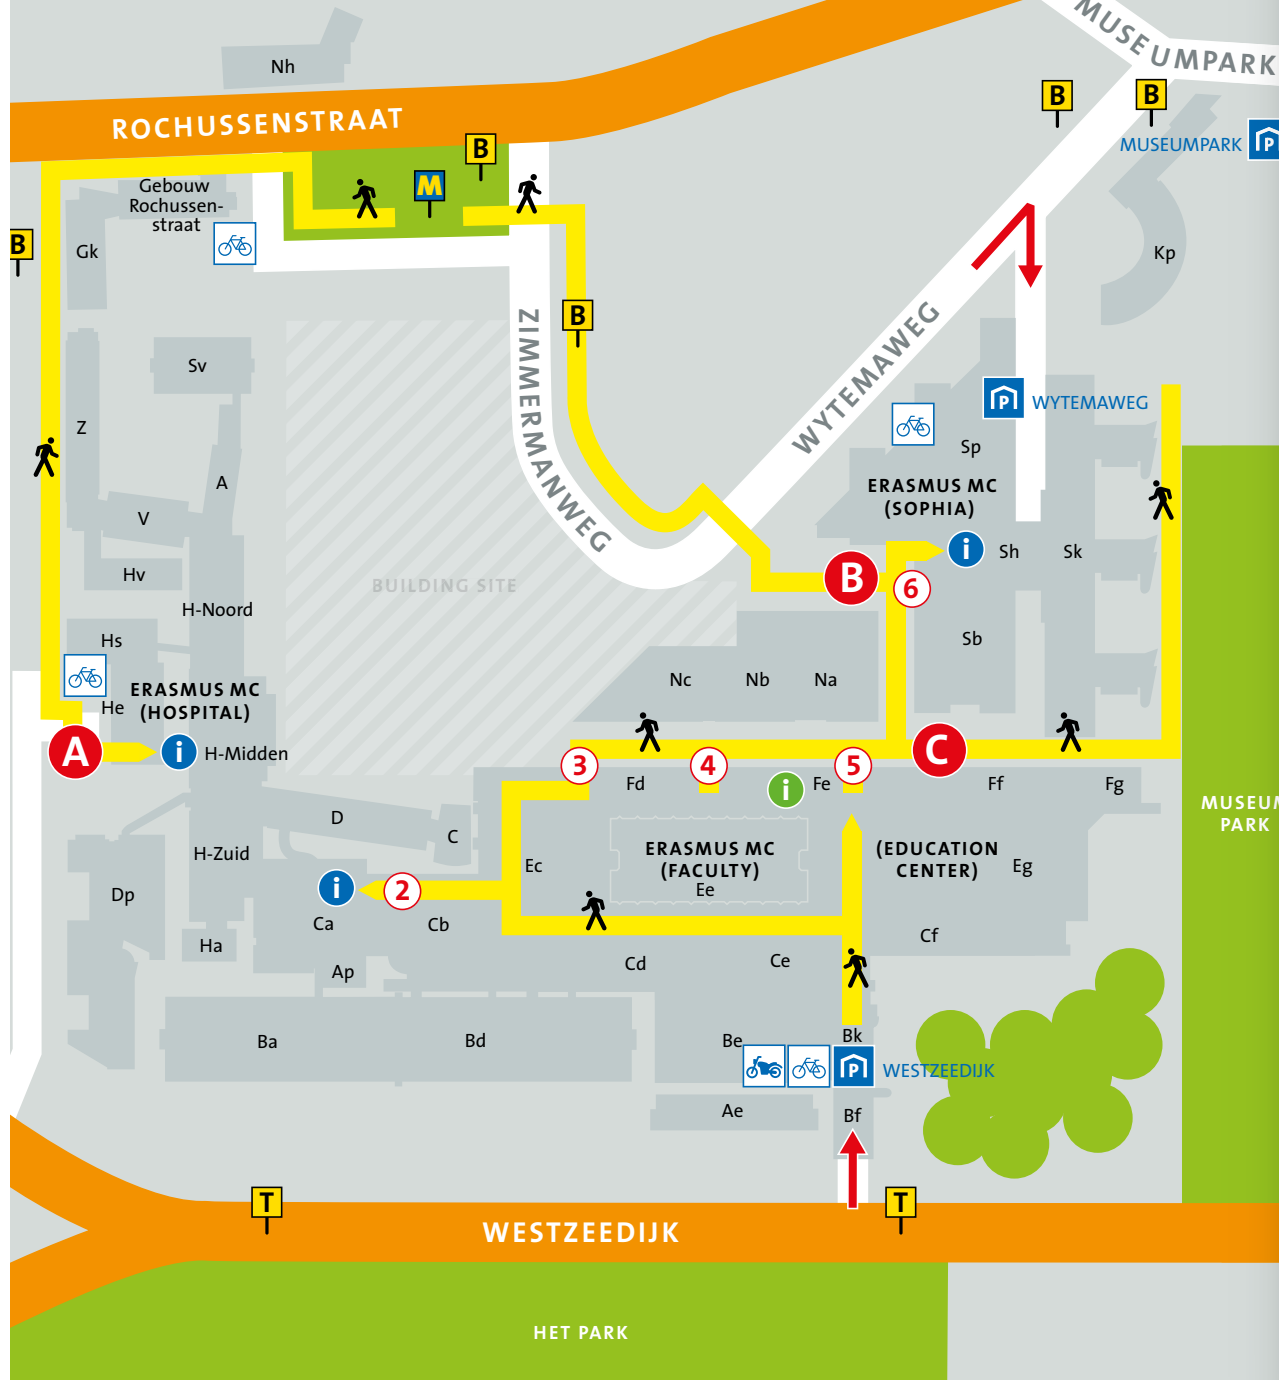 MUSEUMPARK
Nh
B
B
ROCHUSSENSTRAAT
B
MUSEUMPARK
P
M
Gebouw
Rochussen-
straat
B
Gk
Kp
B
ZIMMERMANWEG
WYTEMAWEG
Sv
P
WYTEMAWEG
Z
Sp
A
ERASMUS MC
(SOPHIA)
V
i
Sh
Sk
Hv
BUILDING SITE
B
6
H-Noord
Hs
Sb
ERASMUS MC
(HOSPITAL)
He
Nc
Nb
Na
A
i
H-Midden
C
3
4
5
Fd
i
Fe
Ff
Fg
MUSEUM
PARK
D
C
H-Zuid
ERASMUS MC
(FACULTY)
(EDUCATION
CENTER)
Ec
Eg
Ee
Dp
i
2
Ca
Cb
Cf
Ha
Ap
Cd
Ce
Ba
Bd
Be
Bk
P
WESTZEEDIJK
Ae
Bf
T
T
WESTZEEDIJK
HET PARK